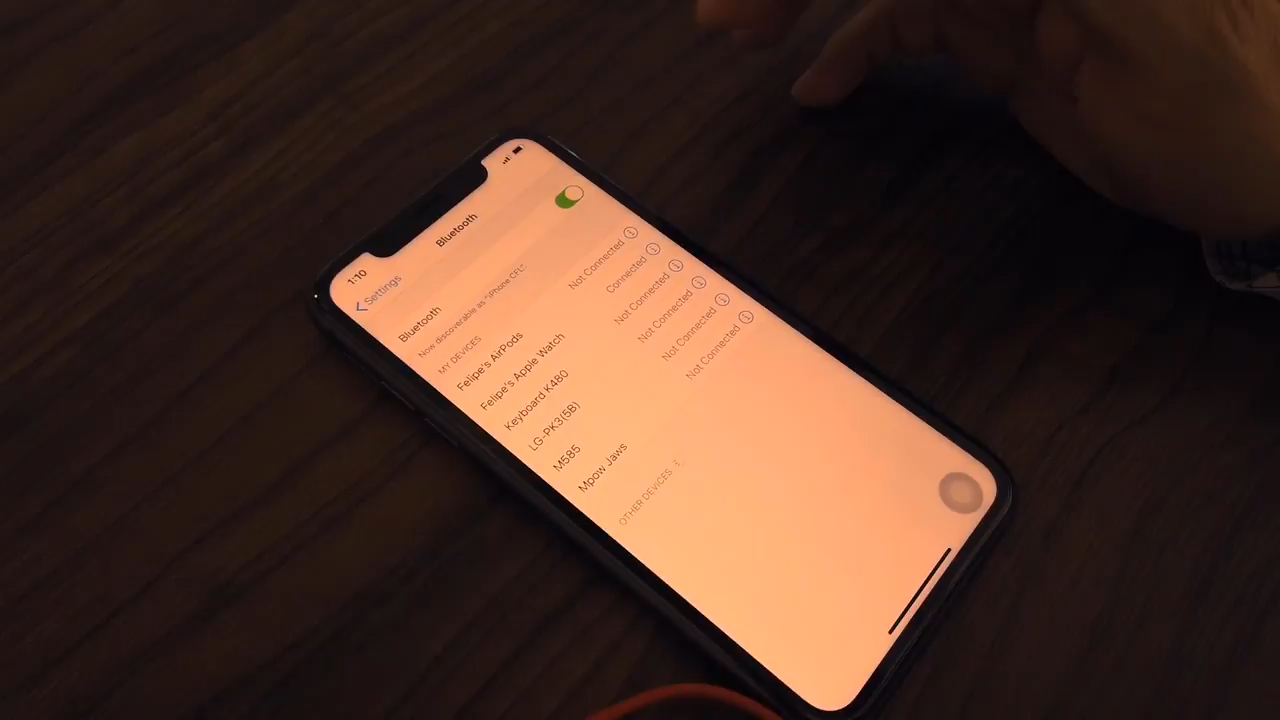 1:10
Settings
Bluetooth
Bluetooth
Now discoverable as "iPhone CFL"
MY DEVICES
Felipe's AirPods Not Connected
Felipe's Apple Watch Connected
Keyboard K480 Not Connected
LG-PK3(5B) Not Connected
M585 Not Connected
Mpow Jaws Not Connected
OTHER DEVICES